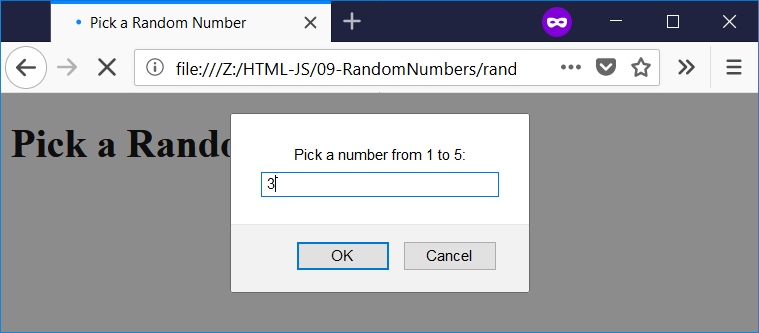 Pick a Random Number
file:///Z:/HTML-JS/09-RandomNumbers/rand
Pick a
Pick a number from 1 to 5:
3
OK
Cancel